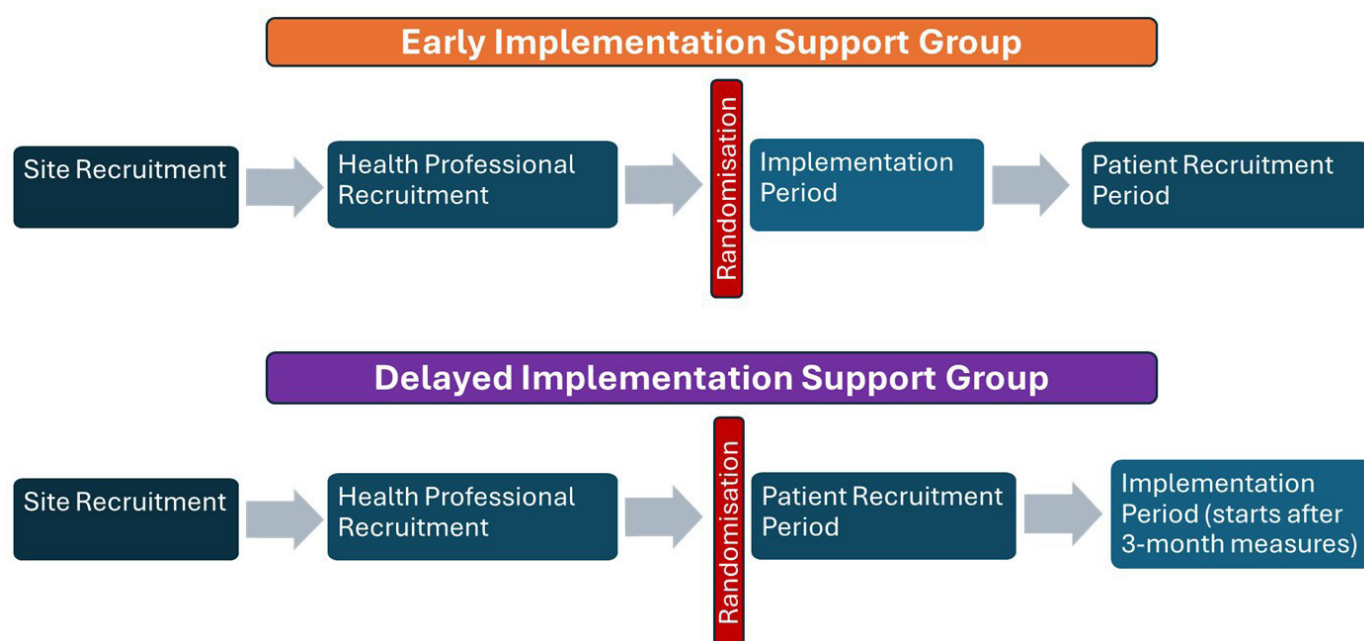 Early Implementation Support Group
Site Recruitment
Health Professional
Recruitment
Randomisation
Implementation
Period
Patient Recruitment
Period
Delayed Implementation Support Group
Site Recruitment
Health Professional
Recruitment
Randomisation
Patient Recruitment
Period
Implementation
Period (starts after
3-month measures)